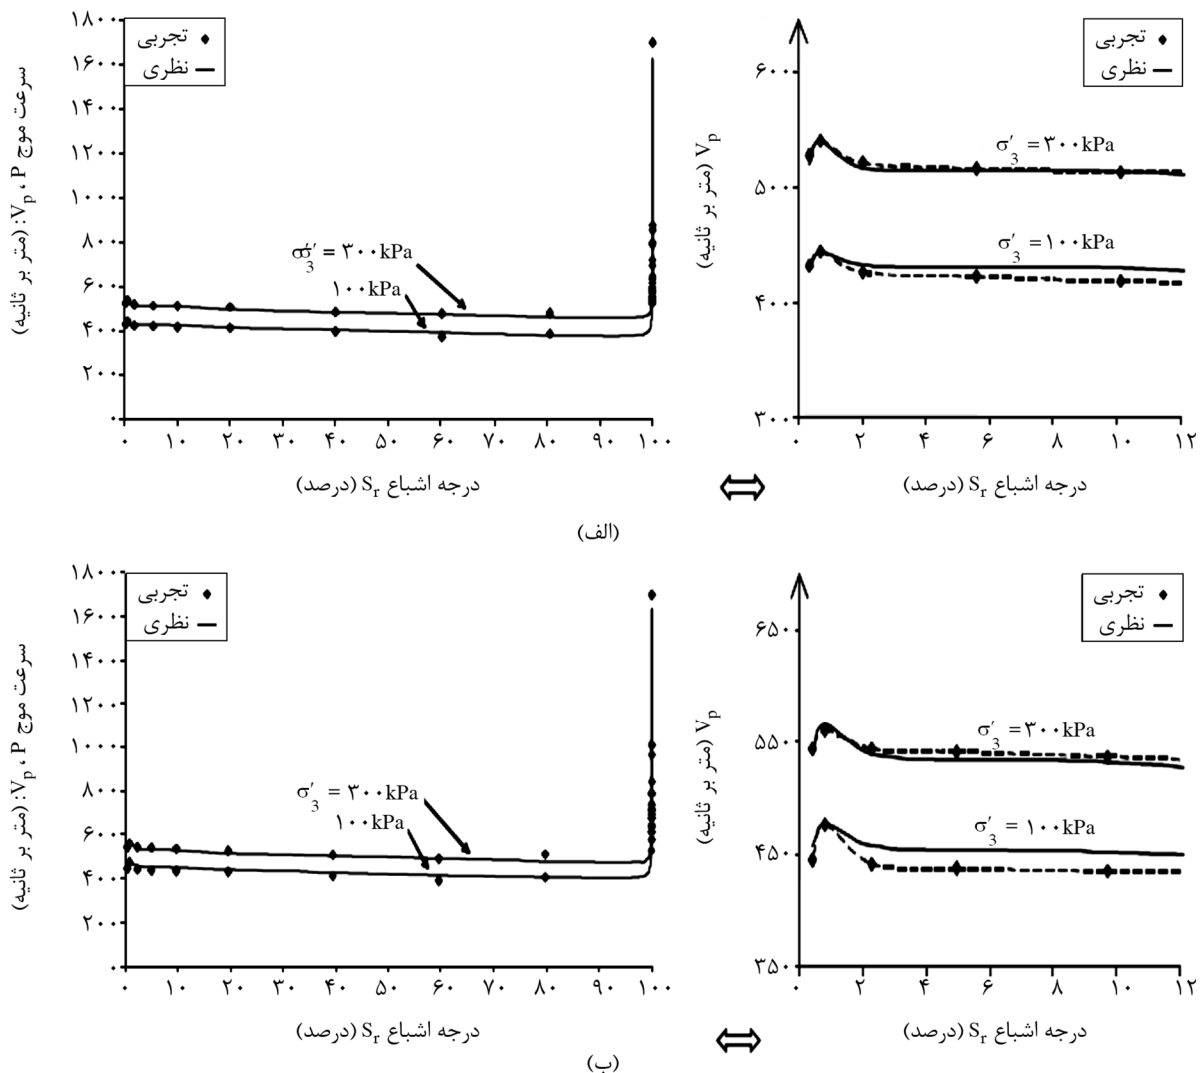 ۱۸۰۰
۱۶۰۰
۱۴۰۰
۱۲۰۰
۱۰۰۰
۸۰۰
۶۰۰
۴۰۰
۲۰۰
۰
سرعت موج P، Vp: (متر بر ثانیه)
تجربی
نظری
σσ′₃′ = ۳۰۰kPa
۱۰۰kPa
۰ ۱۰ ۲۰ ۳۰ ۴۰ ۵۰ ۶۰ ۷۰ ۸۰ ۹۰ ۱۰۰
درجه اشباع Sr (درصد)
۶۰۰
۵۰۰
۴۰۰
۳۰۰
Vp (متر بر ثانیه)
تجربی
نظری
σ′₃ = ۳۰۰kPa
σ′₃ = ۱۰۰kPa
۰ ۲ ۴ ۶ ۸ ۱۰ ۱۲
درجه اشباع Sr (درصد)
(الف)
۱۸۰۰
۱۶۰۰
۱۴۰۰
۱۲۰۰
۱۰۰۰
۸۰۰
۶۰۰
۴۰۰
۲۰۰
۰
سرعت موج P، Vp: (متر بر ثانیه)
تجربی
نظری
σ′₃ = ۳۰۰kPa
۱۰۰kPa
۰ ۱۰ ۲۰ ۳۰ ۴۰ ۵۰ ۶۰ ۷۰ ۸۰ ۹۰ ۱۰۰
درجه اشباع Sr (درصد)
۶۵۰
۵۵۰
۴۵۰
۳۵۰
Vp (متر بر ثانیه)
تجربی
نظری
σ′₃ = ۳۰۰kPa
σ′₃ = ۱۰۰kPa
۰ ۲ ۴ ۶ ۸ ۱۰ ۱۲
درجه اشباع Sr (درصد)
(ب)